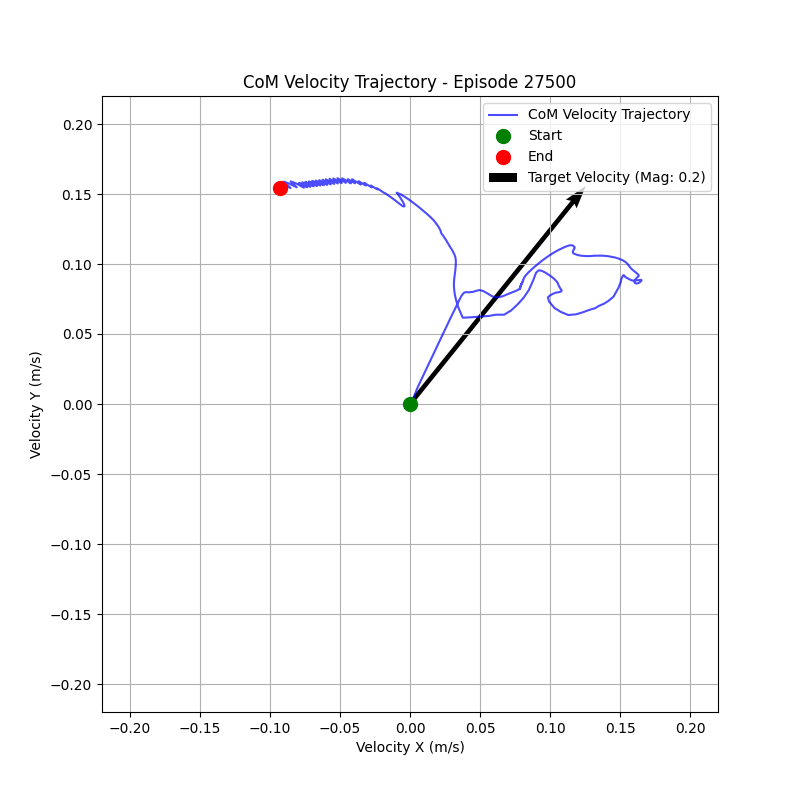 CoM Velocity Trajectory - Episode 27500
CoM Velocity Trajectory
Start
End
Target Velocity (Mag: 0.2)
0.20
0.15
0.10
0.05
0.00
−0.05
−0.10
−0.15
−0.20
Velocity Y (m/s)
−0.20 −0.15 −0.10 −0.05 0.00 0.05 0.10 0.15 0.20
Velocity X (m/s)